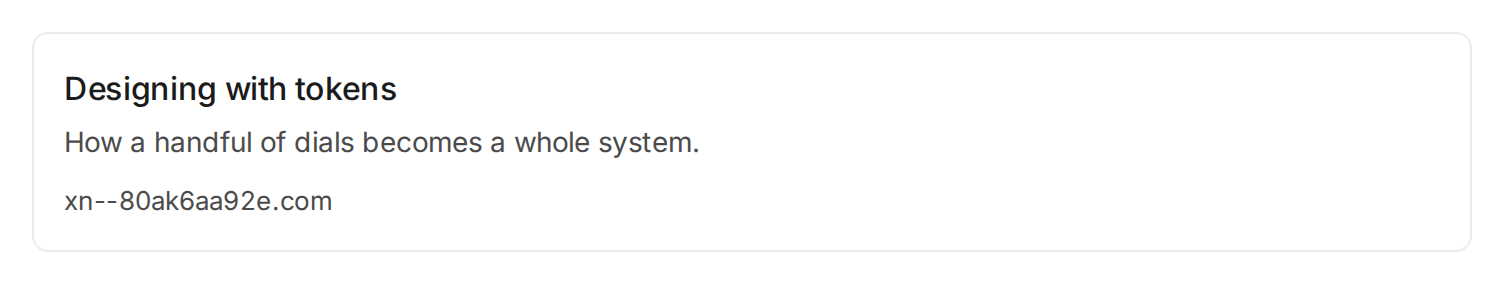 Designing with tokens
How a handful of dials becomes a whole system.
xn--80ak6aa92e.com